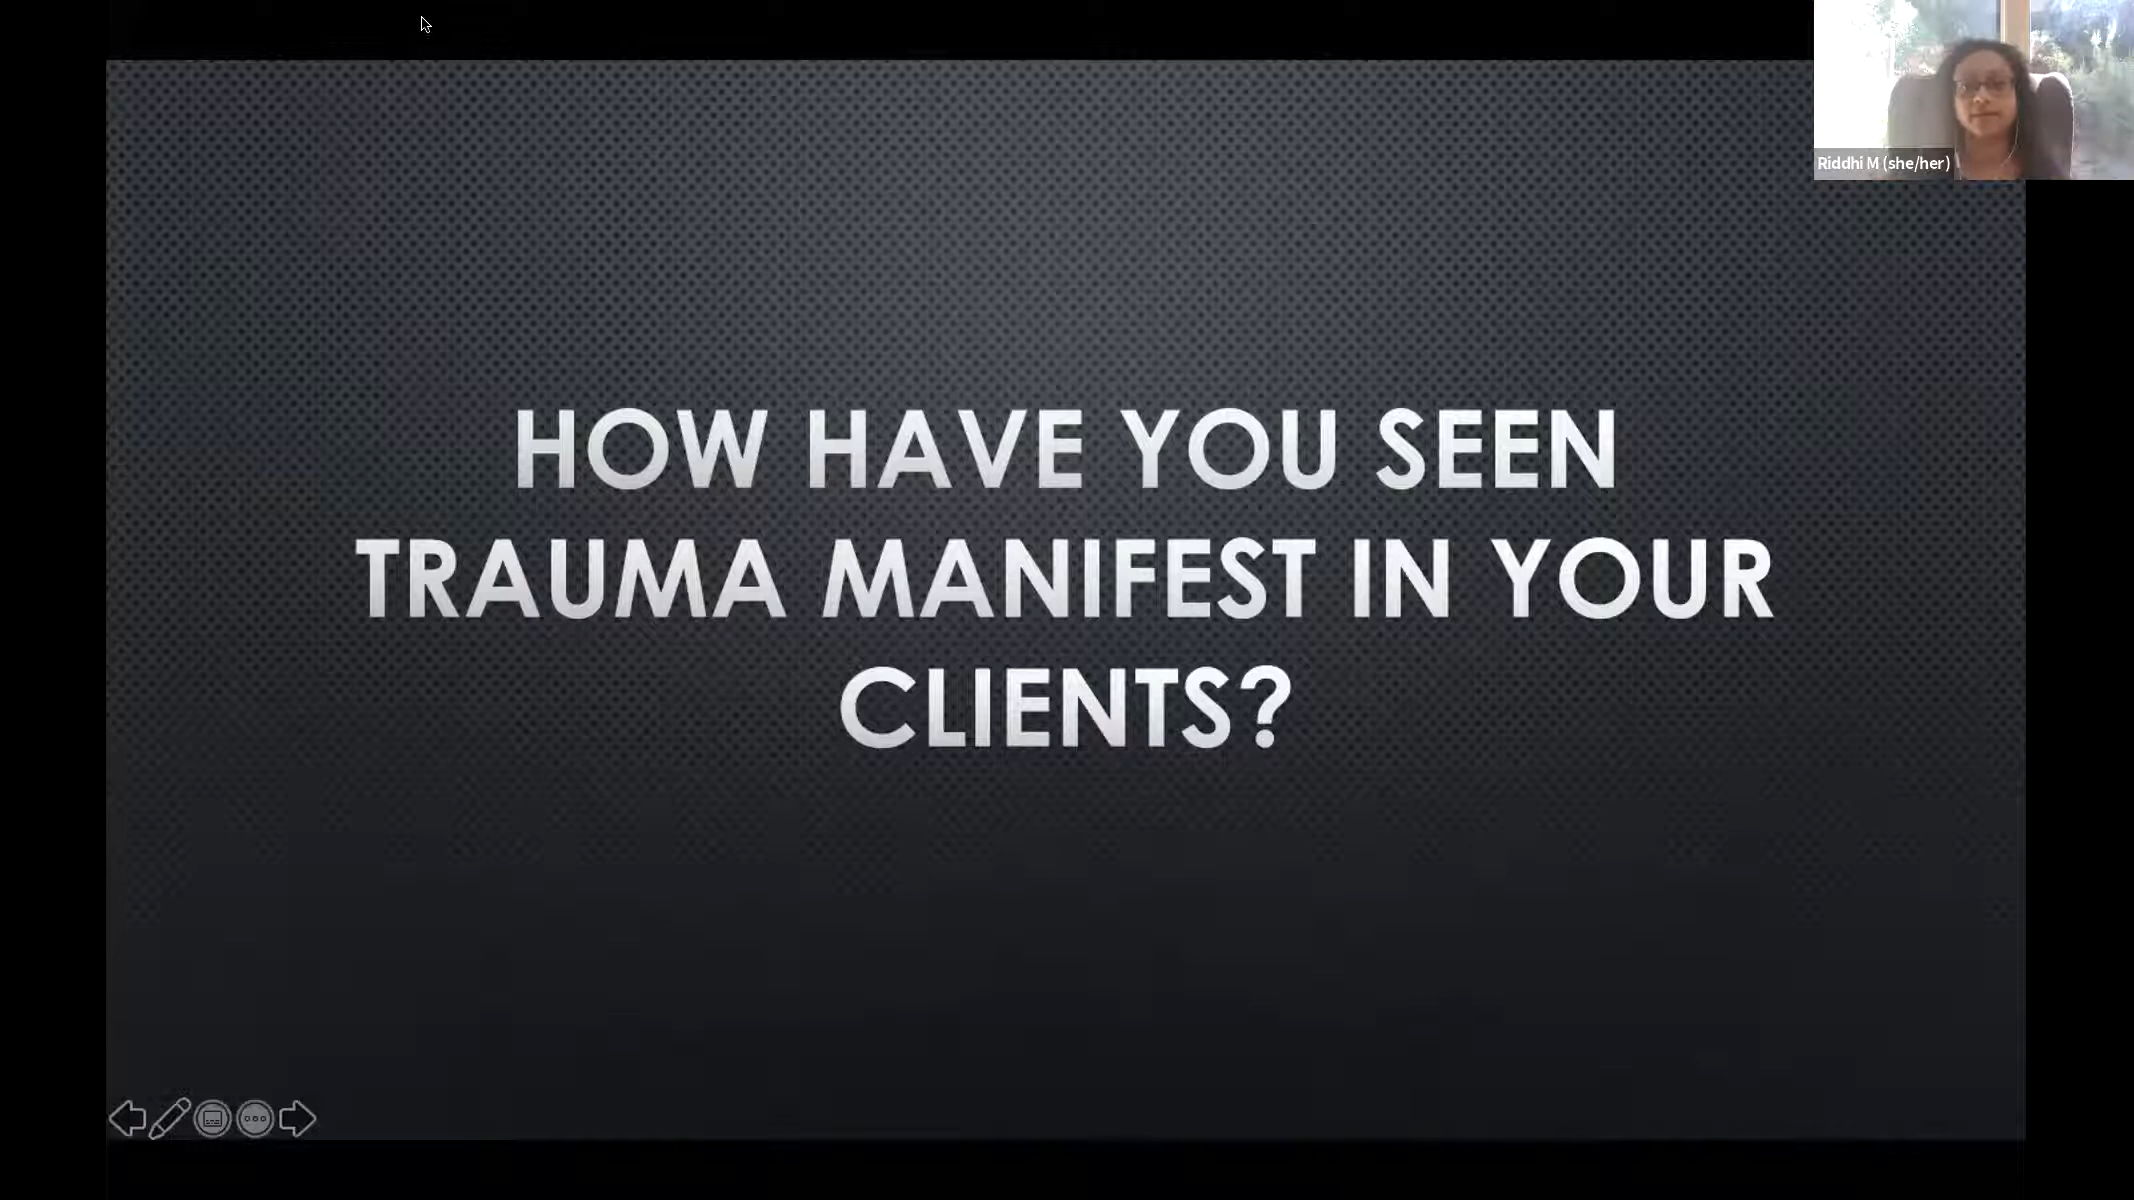 Riddhi M (she/her)
HOW HAVE YOU SEEN
TRAUMA MANIFEST IN YOUR
CLIENTS?